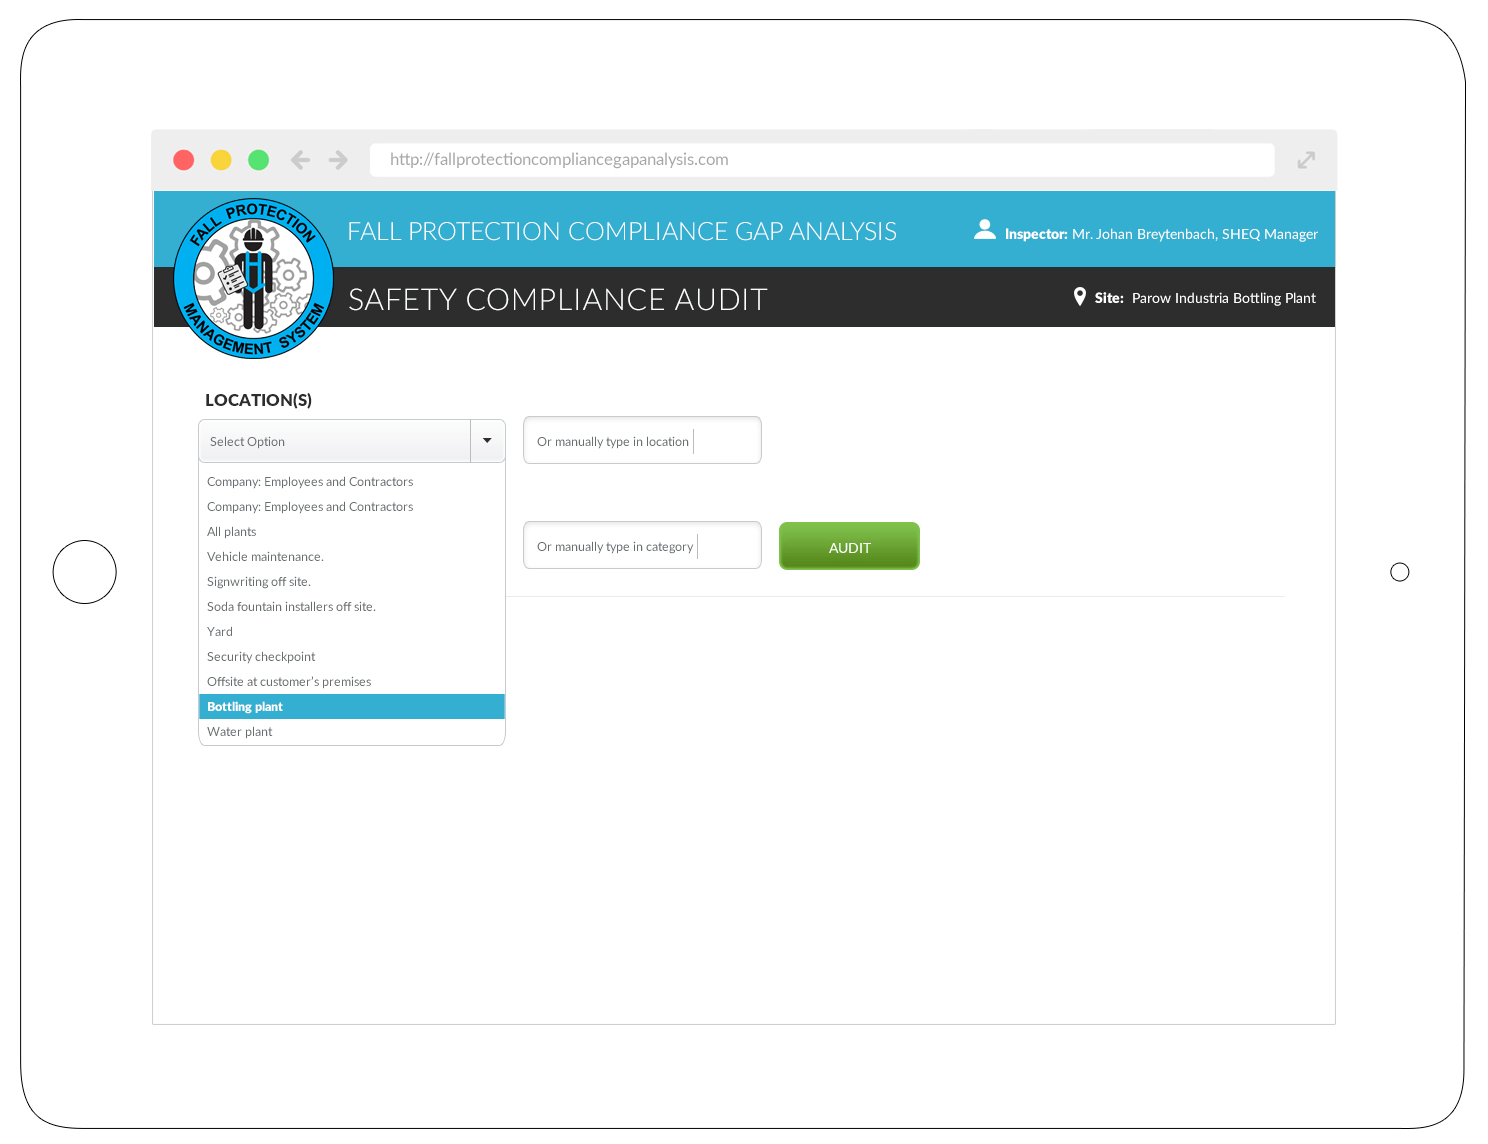 http://fallprotectioncompliancegapanalysis.com
FALL PROTECTION
MANAGEMENT SYSTEM
FALL PROTECTION COMPLIANCE GAP ANALYSIS
Inspector: Mr. Johan Breytenbach, SHEQ Manager
SAFETY COMPLIANCE AUDIT
Site: Parow Industria Bottling Plant
LOCATION(S)
Select Option
Or manually type in location
Company: Employees and Contractors
Company: Employees and Contractors
All plants
Vehicle maintenance.
Signwriting off site.
Soda fountain installers off site.
Yard
Security checkpoint
Offsite at customer's premises
Bottling plant
Water plant
Or manually type in category
AUDIT